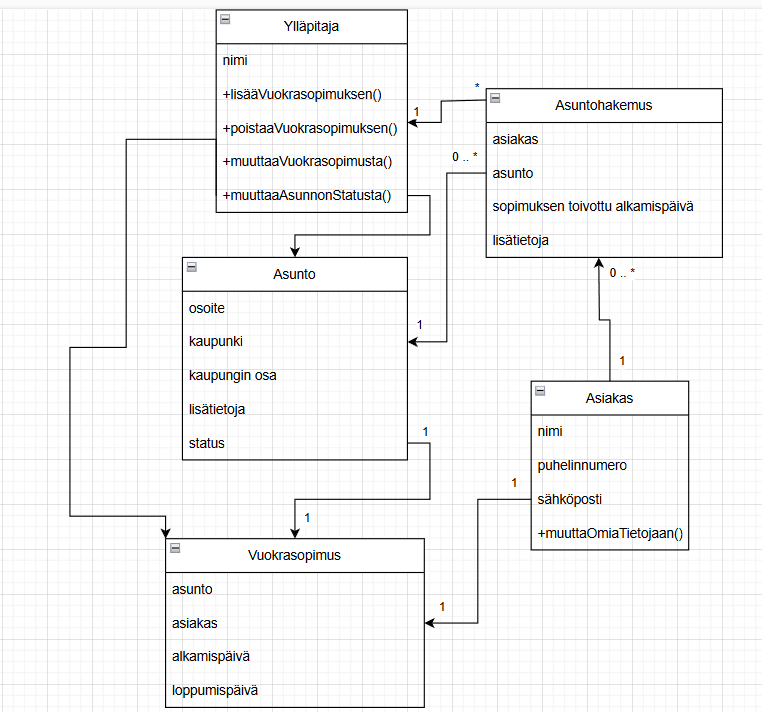 Ylläpitaja
nimi
+lisääVuokrasopimuksen()
+poistaaVuokrasopimuksen()
+muuttaaVuokrasopimusta()
+muuttaaAsunnonStatusta()
*
1
Asuntohakemus
asiakas
asunto
sopimuksen toivottu alkamispäivä
lisätietoja
0 .. *
1
0 .. *
1
Asunto
osoite
kaupunki
kaupungin osa
lisätietoja
status
1
1
Asiakas
nimi
puhelinnumero
sähköposti
+muuttaOmiaTietojaan()
1
1
Vuokrasopimus
asunto
asiakas
alkamispäivä
loppumispäivä